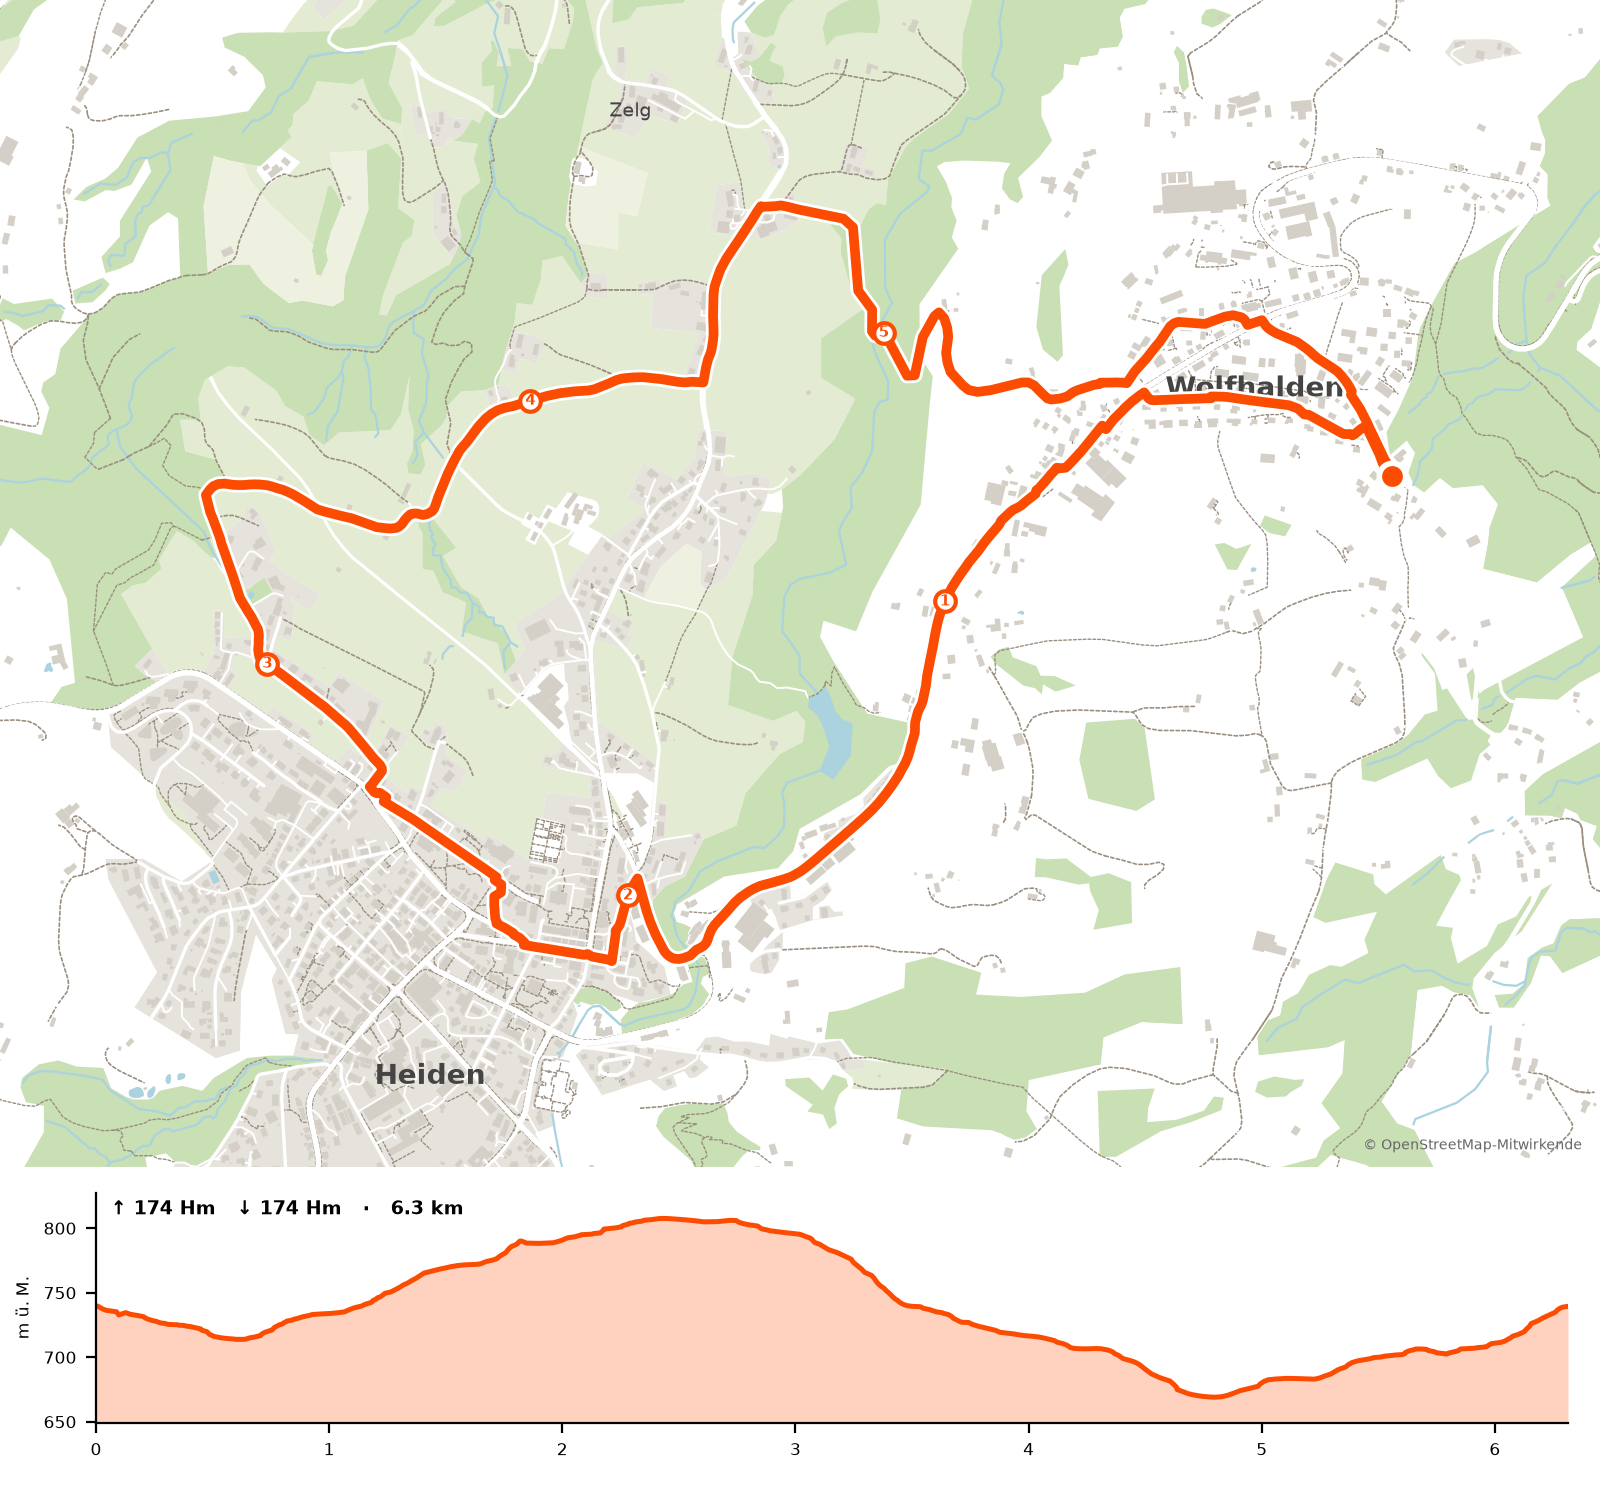 Zelg
5
Wolfhalden
4
1
3
2
Heiden
© OpenStreetMap-Mitwirkende
↑ 174 Hm ↓ 174 Hm · 6.3 km
800
750
700
650
m ü. M.
0 1 2 3 4 5 6